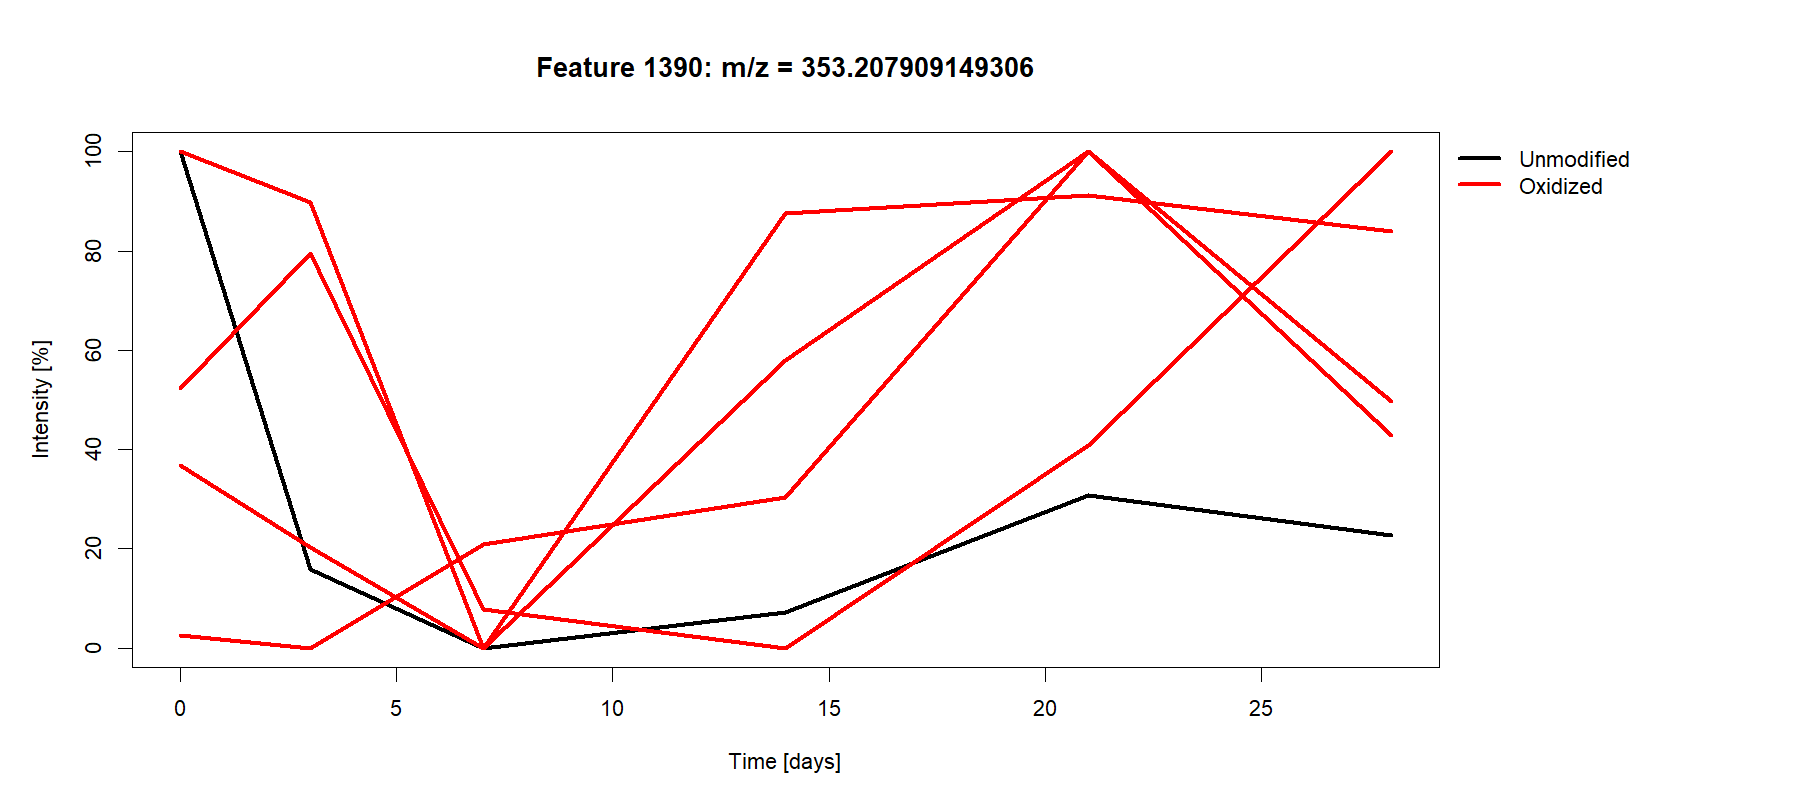 Feature 1390: m/z = 353.207909149306
Unmodified
Oxidized
Intensity [%]
100
80
60
40
20
0
0 5 10 15 20 25
Time [days]